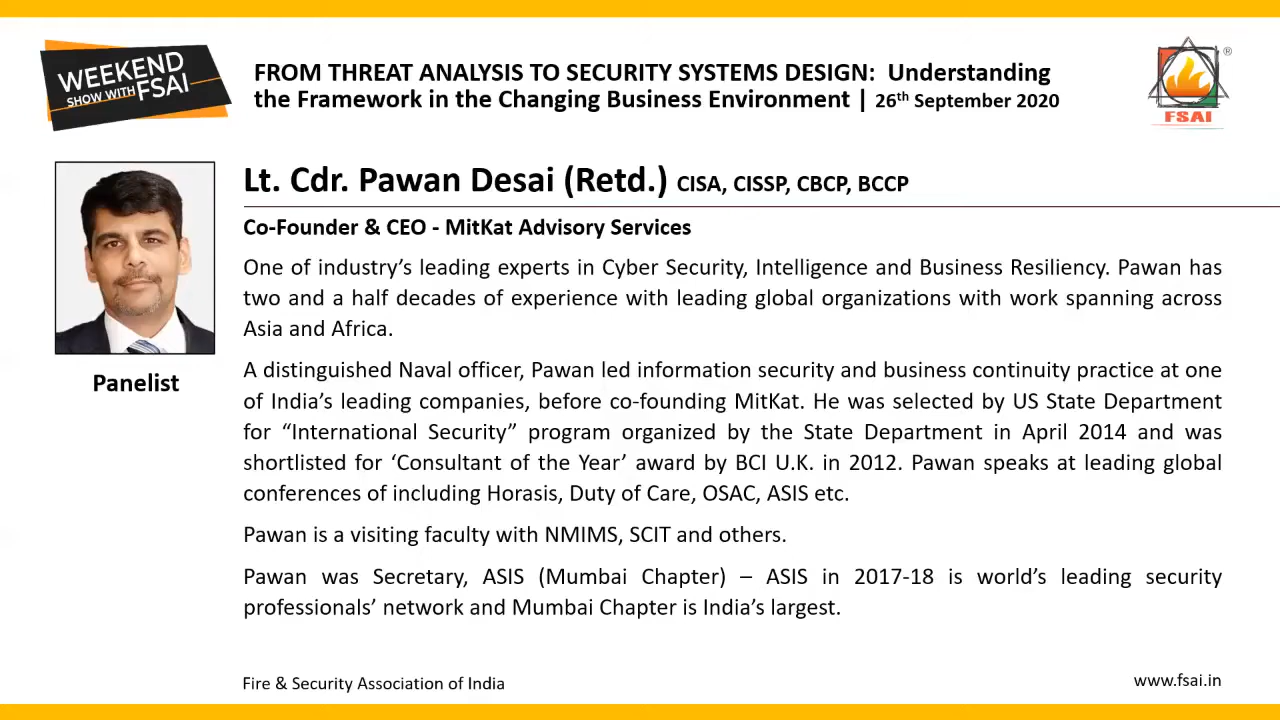 WEEKEND
SHOW WITH FSAI
FROM THREAT ANALYSIS TO SECURITY SYSTEMS DESIGN: Understanding
the Framework in the Changing Business Environment | 26th September 2020
®
FSAI
Lt. Cdr. Pawan Desai (Retd.) CISA, CISSP, CBCP, BCCP
Co-Founder & CEO - MitKat Advisory Services
One of industry’s leading experts in Cyber Security, Intelligence and Business Resiliency. Pawan has
two and a half decades of experience with leading global organizations with work spanning across
Asia and Africa.
Panelist
A distinguished Naval officer, Pawan led information security and business continuity practice at one
of India’s leading companies, before co-founding MitKat. He was selected by US State Department
for “International Security” program organized by the State Department in April 2014 and was
shortlisted for ‘Consultant of the Year’ award by BCI U.K. in 2012. Pawan speaks at leading global
conferences of including Horasis, Duty of Care, OSAC, ASIS etc.
Pawan is a visiting faculty with NMIMS, SCIT and others.
Pawan was Secretary, ASIS (Mumbai Chapter) – ASIS in 2017-18 is world’s leading security
professionals’ network and Mumbai Chapter is India’s largest.
Fire & Security Association of India
www.fsai.in